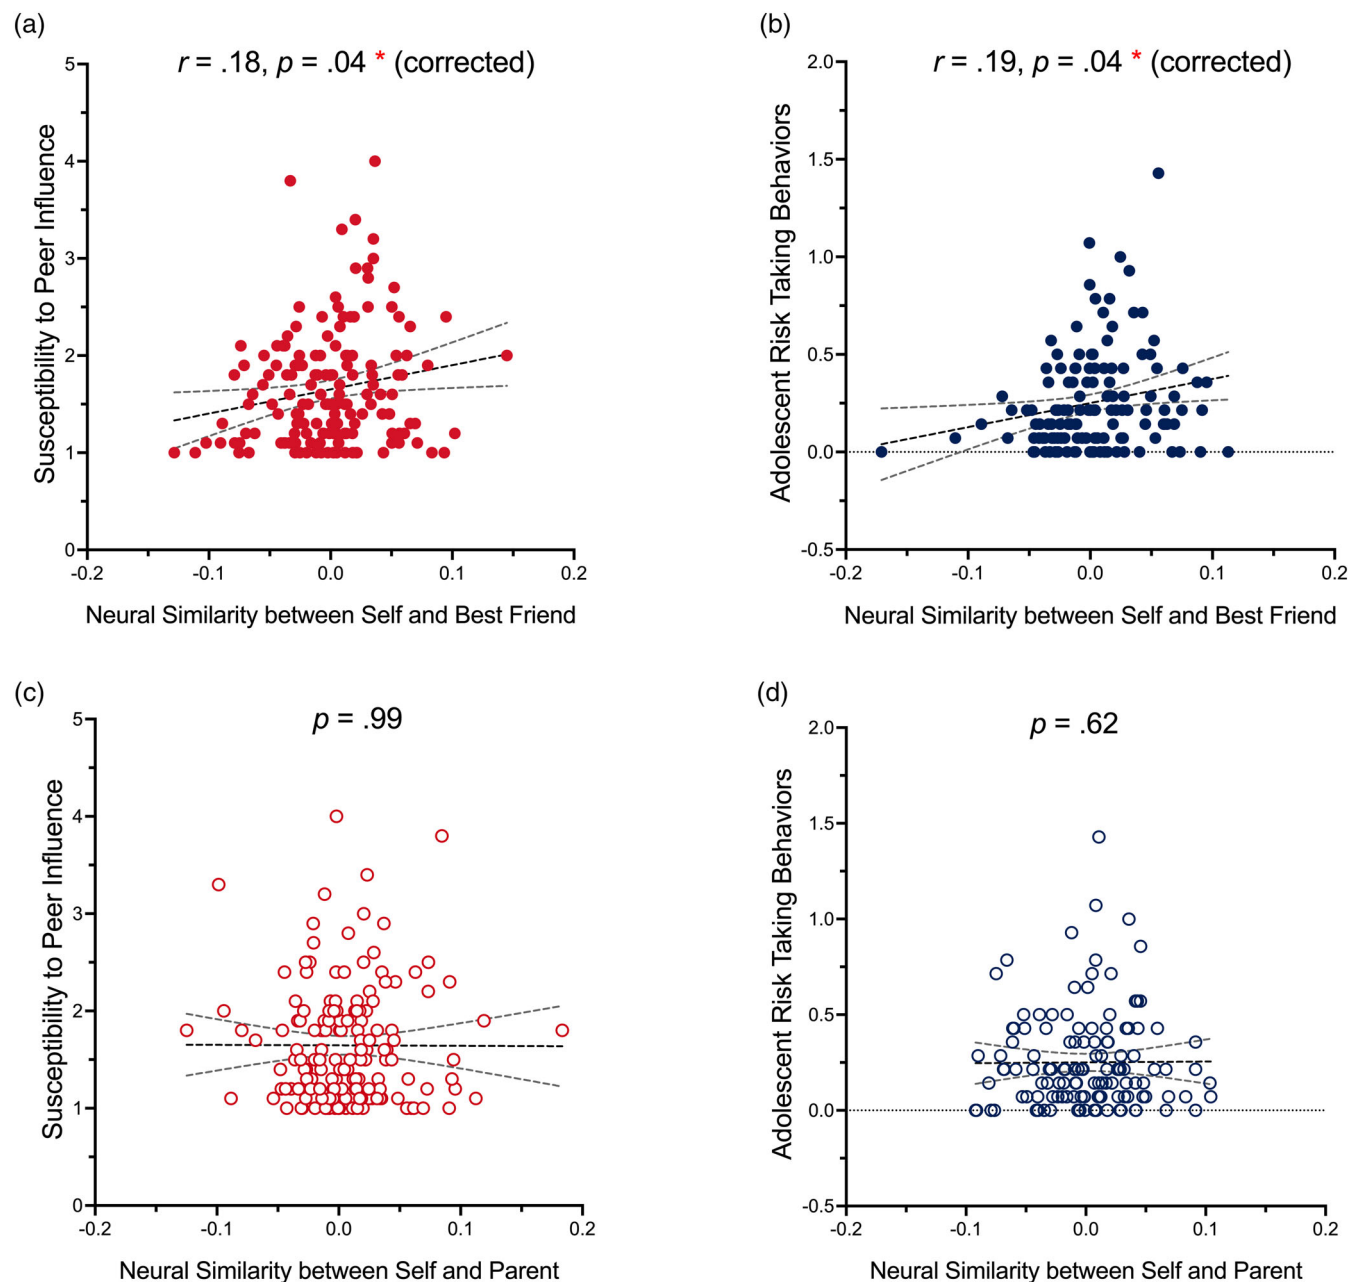 (a)
r = .18, p = .04 * (corrected)
5
4
3
2
1
0
Susceptibility to Peer Influence
-0.2
-0.1
0.0
0.1
0.2
Neural Similarity between Self and Best Friend
(b)
r = .19, p = .04 * (corrected)
2.0
1.5
1.0
0.5
0.0
-0.5
Adolescent Risk Taking Behaviors
-0.2
-0.1
0.0
0.1
0.2
Neural Similarity between Self and Best Friend
(c)
p = .99
5
4
3
2
1
0
Susceptibility to Peer Influence
-0.2
-0.1
0.0
0.1
0.2
Neural Similarity between Self and Parent
(d)
p = .62
2.0
1.5
1.0
0.5
0.0
-0.5
Adolescent Risk Taking Behaviors
-0.2
-0.1
0.0
0.1
0.2
Neural Similarity between Self and Parent